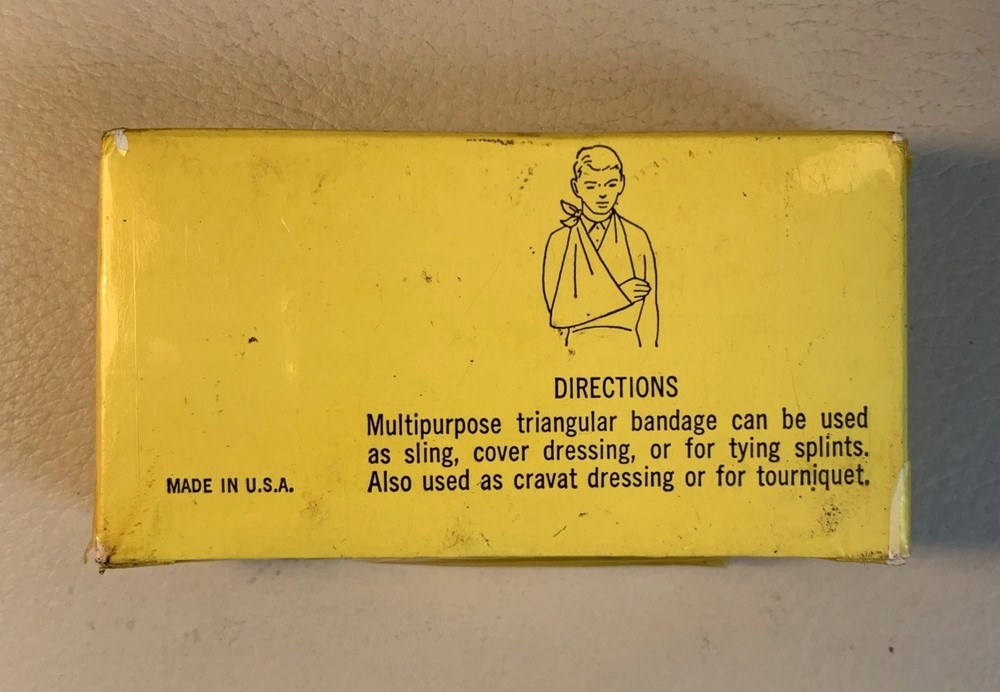 DIRECTIONS
Multipurpose triangular bandage can be used
as sling, cover dressing, or for tying splints.
Also used as cravat dressing or for tourniquet.
MADE IN U.S.A.